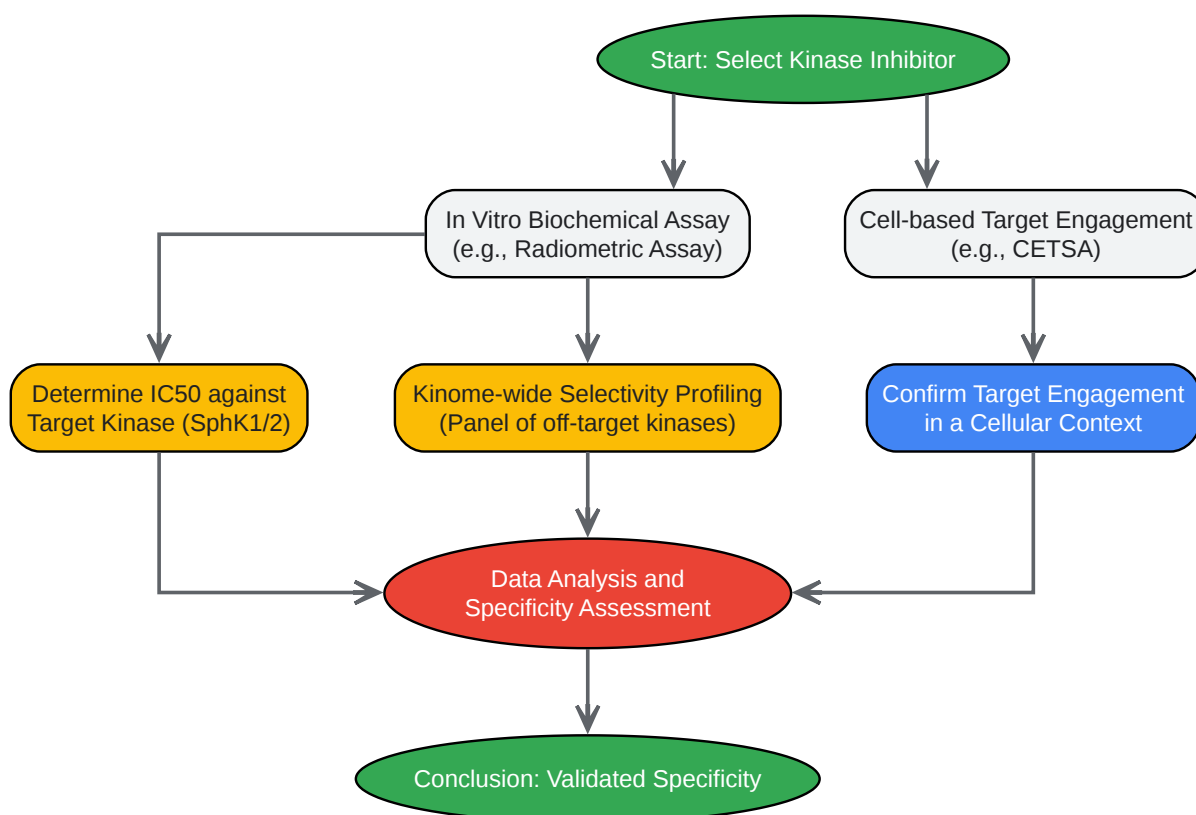 Start: Select Kinase Inhibitor
In Vitro Biochemical Assay
(e.g., Radiometric Assay)
Cell-based Target Engagement
(e.g., CETSA)
Determine IC50 against
Target Kinase (SphK1/2)
Kinome-wide Selectivity Profiling
(Panel of off-target kinases)
Confirm Target Engagement
in a Cellular Context
Data Analysis and
Specificity Assessment
Conclusion: Validated Specificity